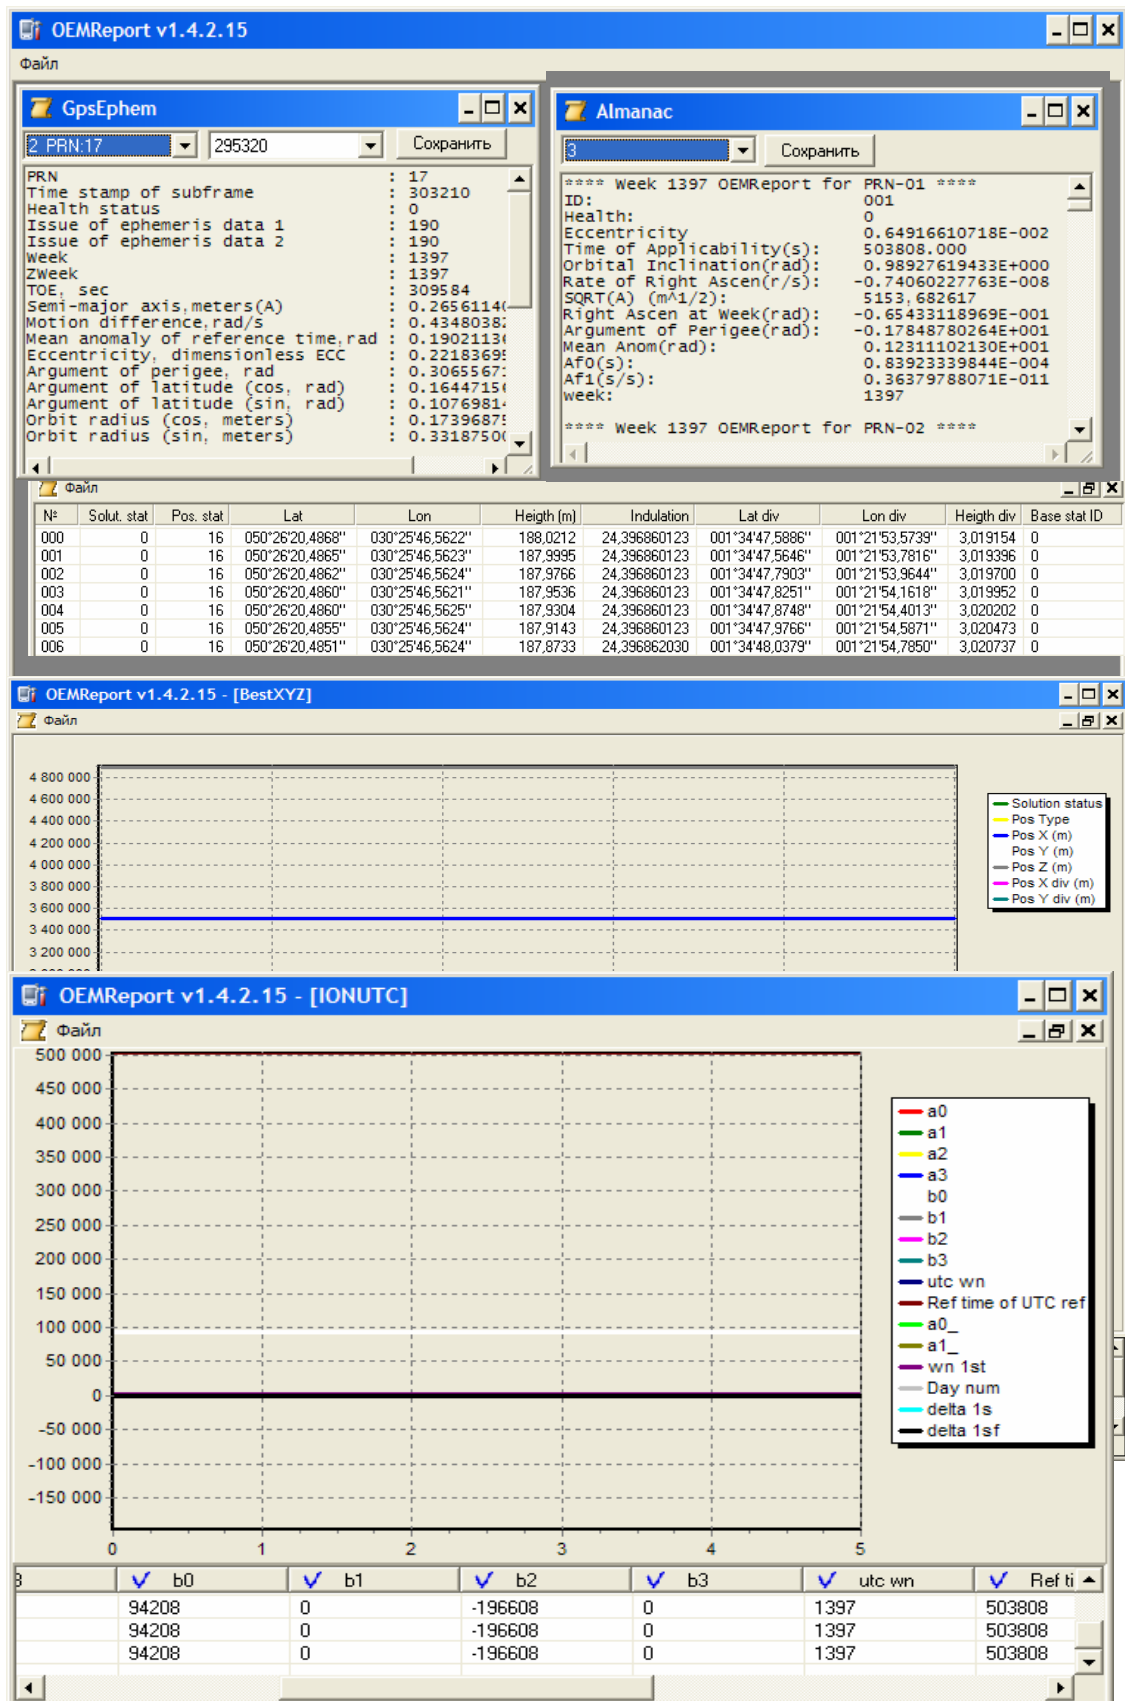 OEMReport v1.4.2.15
Файл
GpsEphem
2 PRN:17 295320 Сохранить
PRN : 17
Time stamp of subframe : 303210
Health status : 0
Issue of ephemeris data 1 : 190
Issue of ephemeris data 2 : 190
Week : 1397
ZWeek : 1397
TOE, sec : 309584
Semi-major axis,meters(A) : 0.26561140
Motion difference,rad/s : 0.4348038
Mean anomaly of reference time,rad : 0.1902113
Eccentricity, dimensionless ECC : 0.2218369
Argument of perigee, rad : 0.3065567
Argument of latitude (cos, rad) : 0.1644715
Argument of latitude (sin, rad) : 0.1076981
Orbit radius (cos, meters) : 0.1739687
Orbit radius (sin, meters) : 0.3318750
Almanac
3 Сохранить
**** Week 1397 OEMReport for PRN-01 ****
ID: 001
Health: 0
Eccentricity 0.64916610718E-002
Time of Applicability(s): 503808.000
Orbital Inclination(rad): 0.98927619433E+000
Rate of Right Ascen(r/s): -0.74060227763E-008
SQRT(A) (m^1/2): 5153,682617
Right Ascen at Week(rad): -0.65433118969E-001
Argument of Perigee(rad): -0.17848780264E+001
Mean Anom(rad): 0.12311102130E+001
Af0(s): 0.83923339844E-004
Af1(s/s): 0.36379788071E-011
week: 1397
**** Week 1397 OEMReport for PRN-02 ****
Файл
№ Solut. stat Pos. stat Lat Lon Heigth (m) Indulation Lat div Lon div Heigth div Base stat ID
000 0 16 050°26'20,4868" 030°25'46,5622" 188,0212 24,396860123 001°34'47,5886" 001°21'53,5739" 3,019154 0
001 0 16 050°26'20,4865" 030°25'46,5623" 187,9995 24,396860123 001°34'47,5646" 001°21'53,7816" 3,019396 0
002 0 16 050°26'20,4862" 030°25'46,5624" 187,9766 24,396860123 001°34'47,7903" 001°21'53,9644" 3,019700 0
003 0 16 050°26'20,4860" 030°25'46,5621" 187,9536 24,396860123 001°34'47,8251" 001°21'54,1618" 3,019952 0
004 0 16 050°26'20,4860" 030°25'46,5625" 187,9304 24,396860123 001°34'47,8748" 001°21'54,4013" 3,020202 0
005 0 16 050°26'20,4855" 030°25'46,5624" 187,9143 24,396860123 001°34'47,9766" 001°21'54,5871" 3,020473 0
006 0 16 050°26'20,4851" 030°25'46,5624" 187,8733 24,396862030 001°34'48,0379" 001°21'54,7850" 3,020737 0
OEMReport v1.4.2.15 - [BestXYZ]
Файл
4 800 000
4 600 000
4 400 000
4 200 000
4 000 000
3 800 000
3 600 000
3 400 000
3 200 000
Solution status
Pos Type
Pos X (m)
Pos Y (m)
Pos Z (m)
Pos X div (m)
Pos Y div (m)
OEMReport v1.4.2.15 - [IONUTC]
Файл
500 000
450 000
400 000
350 000
300 000
250 000
200 000
150 000
100 000
50 000
0
-50 000
-100 000
-150 000
0 1 2 3 4 5
a0
a1
a2
a3
b0
b1
b2
b3
utc wn
Ref time of UTC ref
a0_
a1_
wn 1st
Day num
delta 1s
delta 1sf
b0 b1 b2 b3 utc wn Ref ti
94208 0 -196608 0 1397 503808
94208 0 -196608 0 1397 503808
94208 0 -196608 0 1397 503808